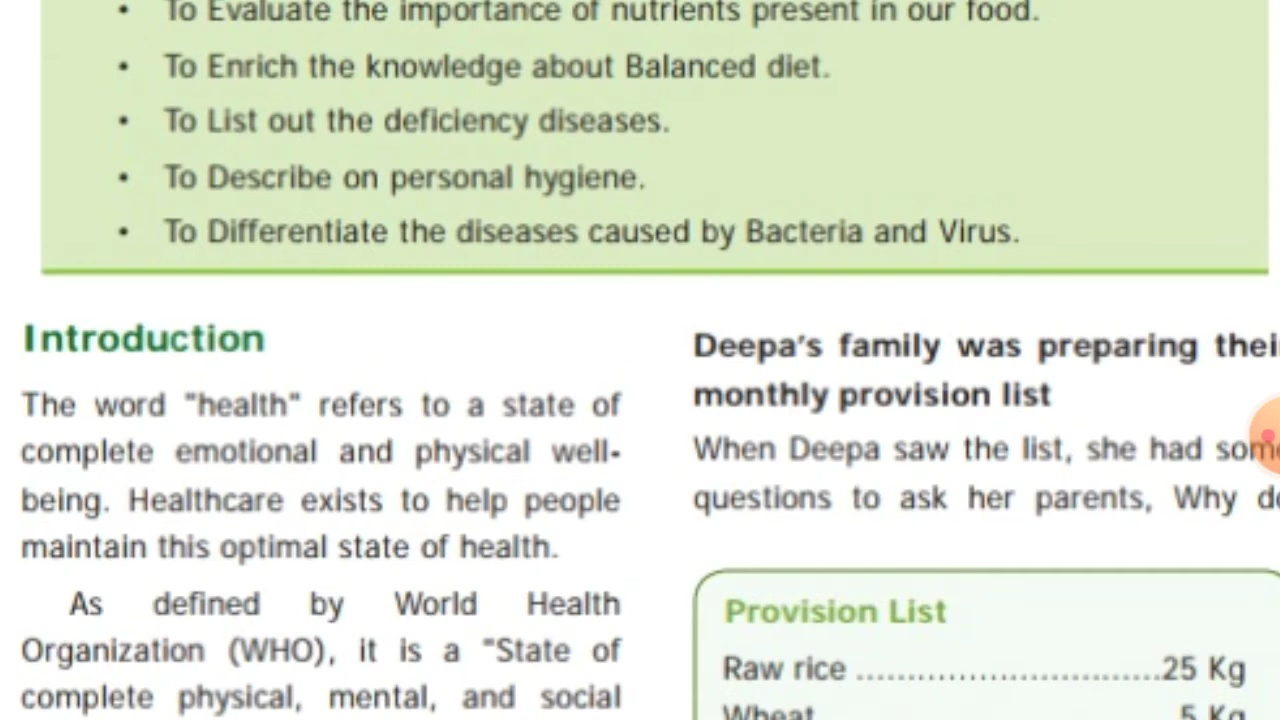 • To Evaluate the importance of nutrients present in our food.
• To Enrich the knowledge about Balanced diet.
• To List out the deficiency diseases.
• To Describe on personal hygiene.
• To Differentiate the diseases caused by Bacteria and Virus.
Introduction
The word "health" refers to a state of
complete emotional and physical well-
being. Healthcare exists to help people
maintain this optimal state of health.
As defined by World Health
Organization (WHO), it is a "State of
complete physical, mental, and social
Deepa's family was preparing their
monthly provision list
When Deepa saw the list, she had some
questions to ask her parents, Why
Provision List
Raw rice ..............................25 Kg
Wheat 5 Kg